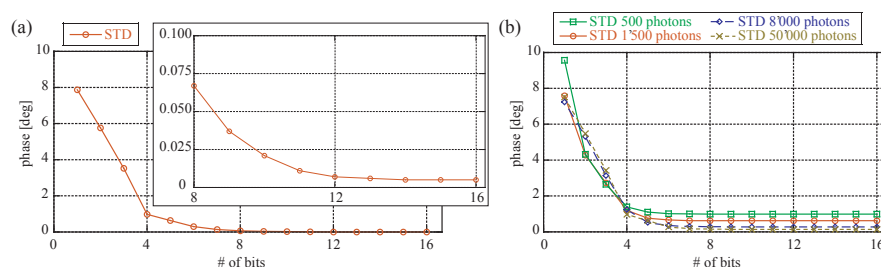 (a)
STD
phase [deg]
10
8
6
4
2
0
0
4
8
12
16
# of bits
0.100
0.075
0.050
0.025
0
8
12
16
(b)
STD 500 photons
STD 8'000 photons
STD 1'500 photons
STD 50'000 photons
phase [deg]
10
8
6
4
2
0
0
4
8
12
16
# of bits